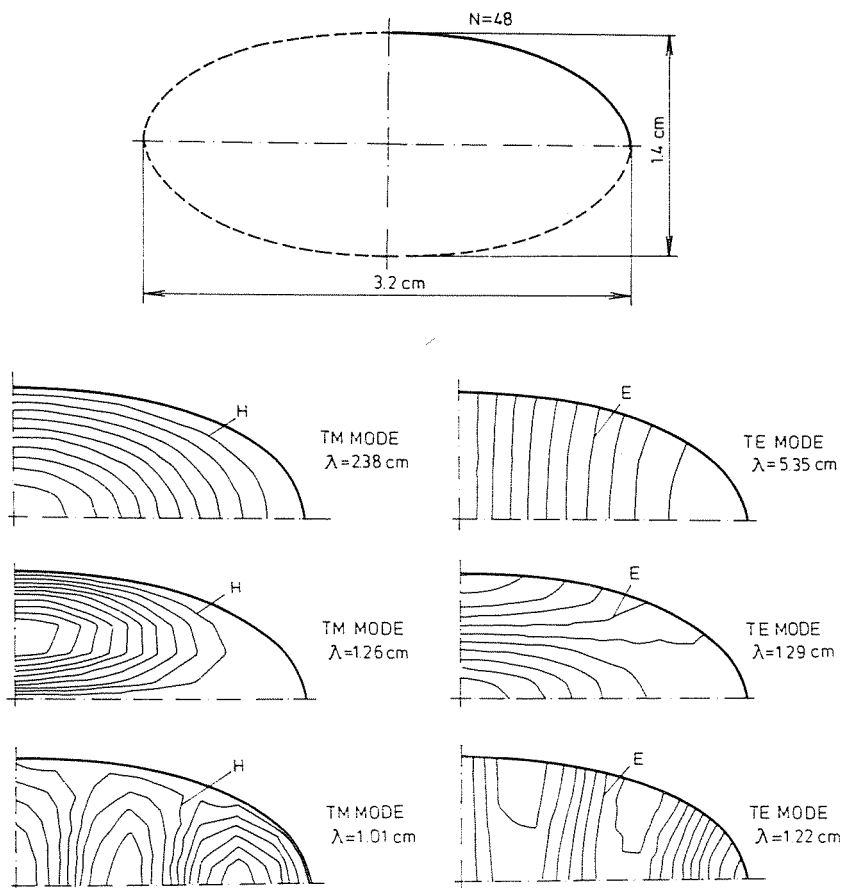 N=48
1.4 cm
3.2 cm
H
TM MODE
λ=2.38 cm
E
TE MODE
λ=5.35 cm
H
TM MODE
λ=1.26 cm
E
TE MODE
λ=1.29 cm
H
TM MODE
λ=1.01 cm
E
TE MODE
λ=1.22 cm